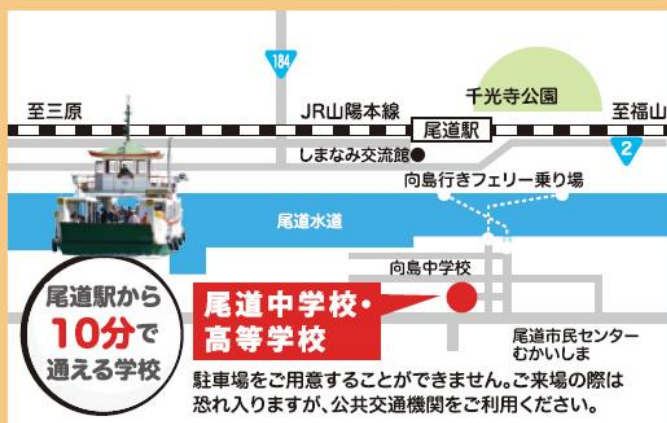 184
千光寺公園
至三原
JR山陽本線
至福山
尾道駅
しまなみ交流館
2
向島行きフェリー乗り場
尾道水道
向島中学校
尾道駅から
10分で
通える学校
尾道中学校・
高等学校
尾道市民センター
むかいしま
駐車場をご用意することができません。ご来場の際は
恐れ入りますが、公共交通機関をご利用ください。